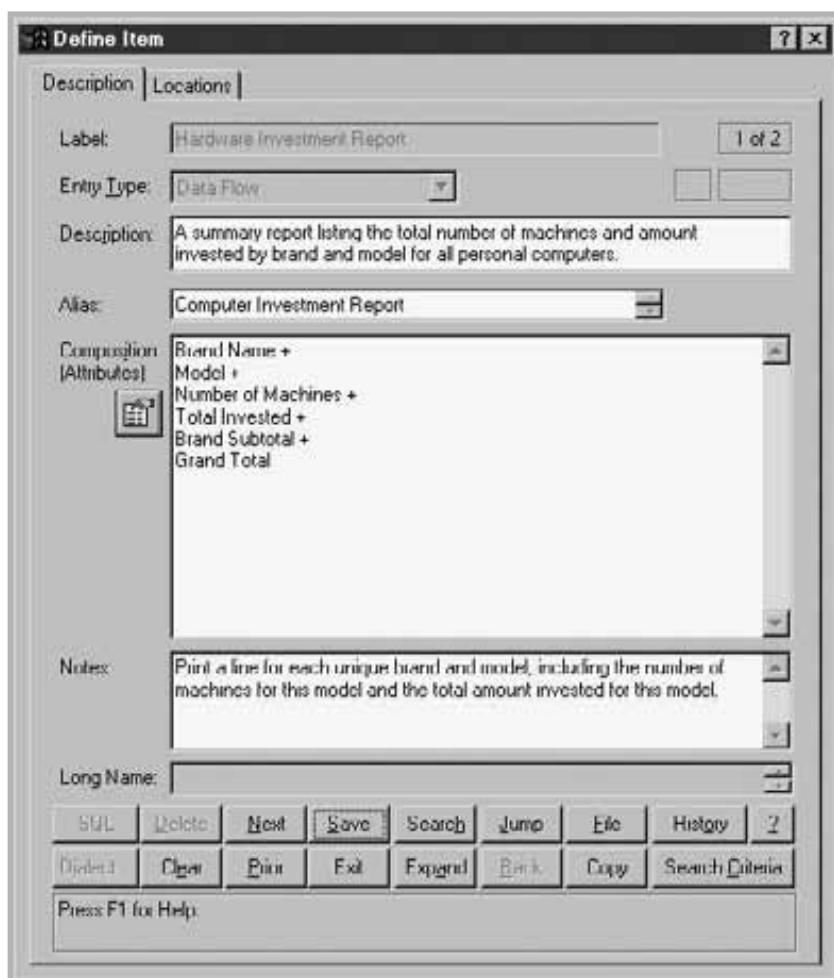 Define Item
Description Locations
Label: Hardware Investment Report 1 of 2
Entry Type: Data Flow
Description: A summary report listing the total number of machines and amount
invested by brand and model for all personal computers.
Alias: Computer Investment Report
Composition Brand Name +
(Attributes) Model +
Number of Machines +
Total Invested +
Brand Subtotal +
Grand Total
Notes: Print a line for each unique brand and model, including the number of
machines for this model and the total amount invested for this model.
Long Name:
SQL Delete Next Save Search Jump File History ?
Dialect Clear Prior Exit Expand Back Copy Search Criteria
Press F1 for Help.